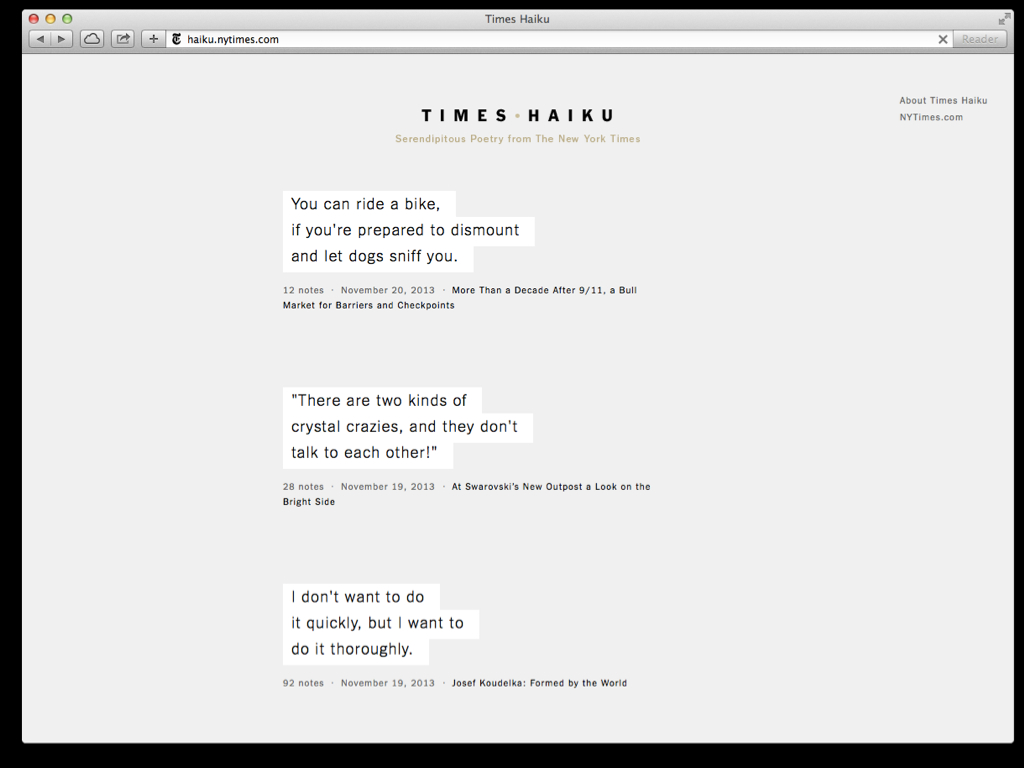 Times Haiku
haiku.nytimes.com
Reader
About Times Haiku
NYTimes.com
TIMES·HAIKU
Serendipitous Poetry from The New York Times
You can ride a bike,
if you're prepared to dismount
and let dogs sniff you.
12 notes · November 20, 2013 · More Than a Decade After 9/11, a Bull
Market for Barriers and Checkpoints
"There are two kinds of
crystal crazies, and they don't
talk to each other!"
28 notes · November 19, 2013 · At Swarovski's New Outpost a Look on the
Bright Side
I don't want to do
it quickly, but I want to
do it thoroughly.
92 notes · November 19, 2013 · Josef Koudelka: Formed by the World